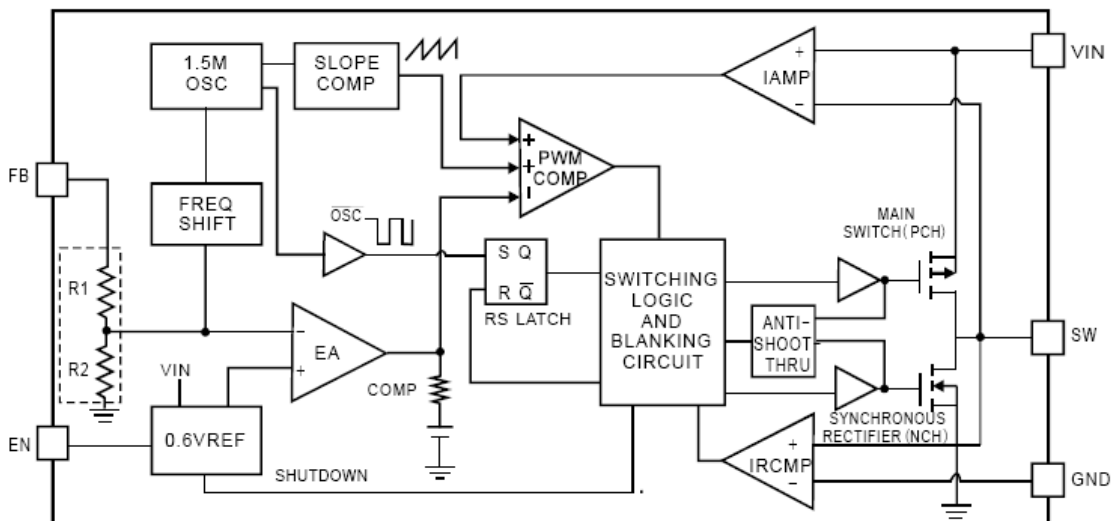 1.5M
OSC
SLOPE
COMP
+
IAMP
−
VIN
FB
FREQ
SHIFT
+
+
−
PWM
COMP
OSC
MAIN
SWITCH(PCH)
R1
R2
S Q
R Q
RS LATCH
SWITCHING
LOGIC
AND
BLANKING
CIRCUIT
ANTI-
SHOOT-
THRU
SW
−
EA
+
VIN
COMP
EN
0.6VREF
SHUTDOWN
SYNCHRONOUS
RECTIFIER (NCH)
+
IRCMP
−
GND